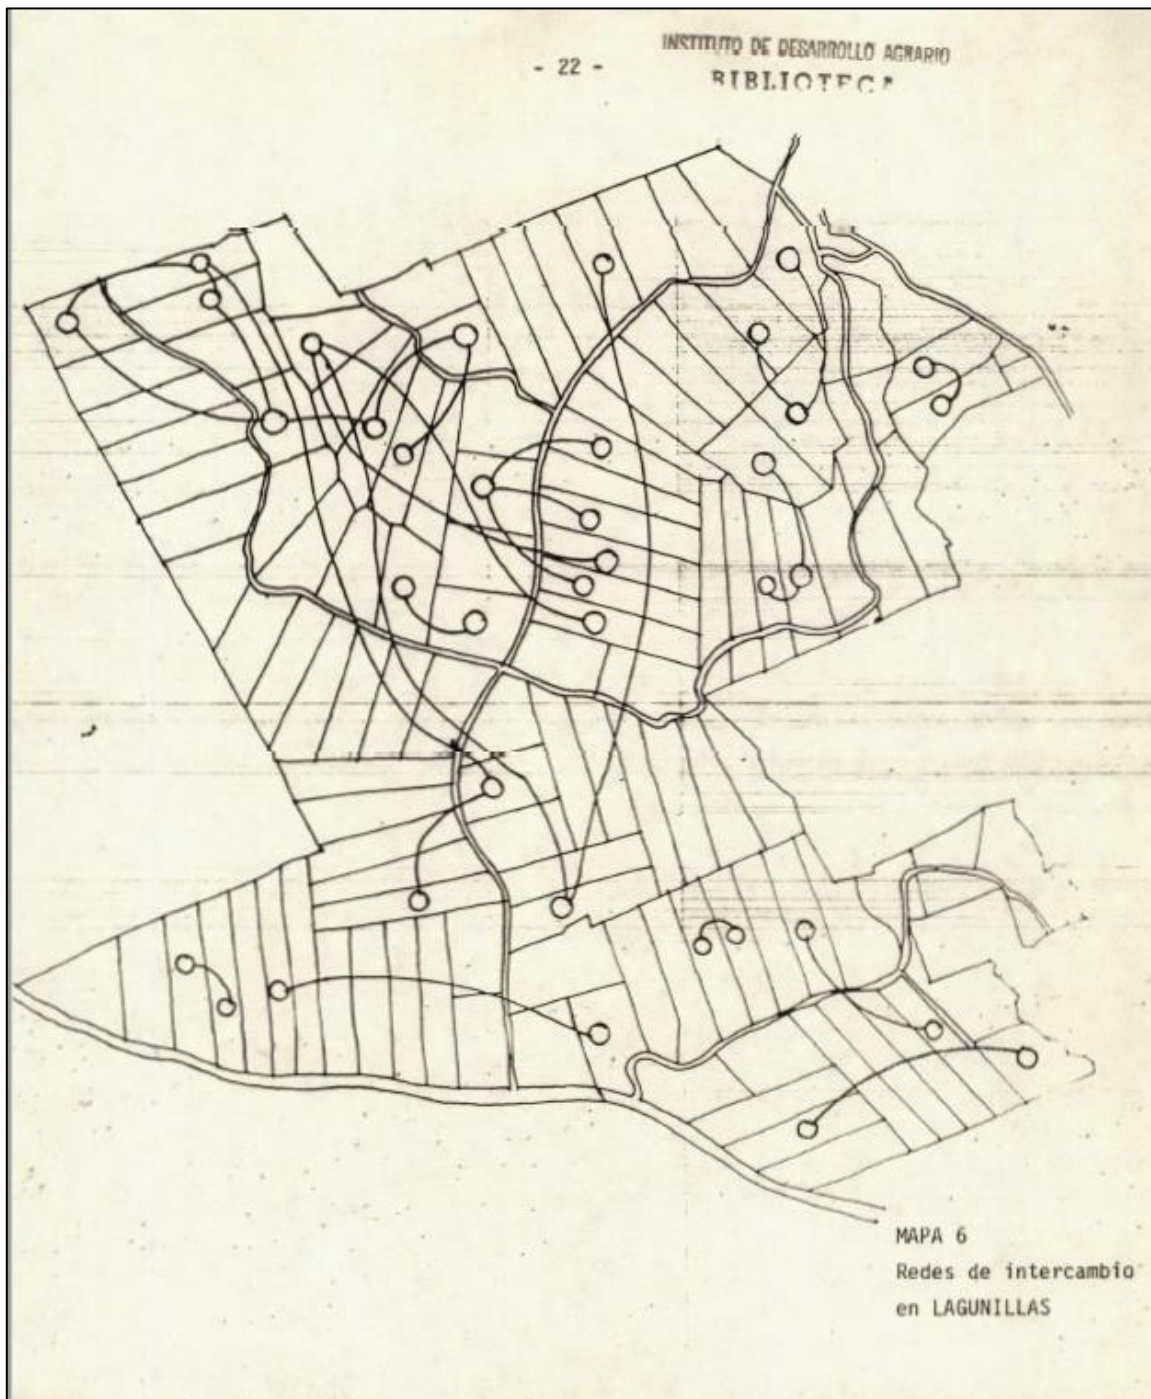 - 22 -
INSTITUTO DE DESARROLLO AGRARIO
BIBLIOTECA
MAPA 6
Redes de intercambio
en LAGUNILLAS